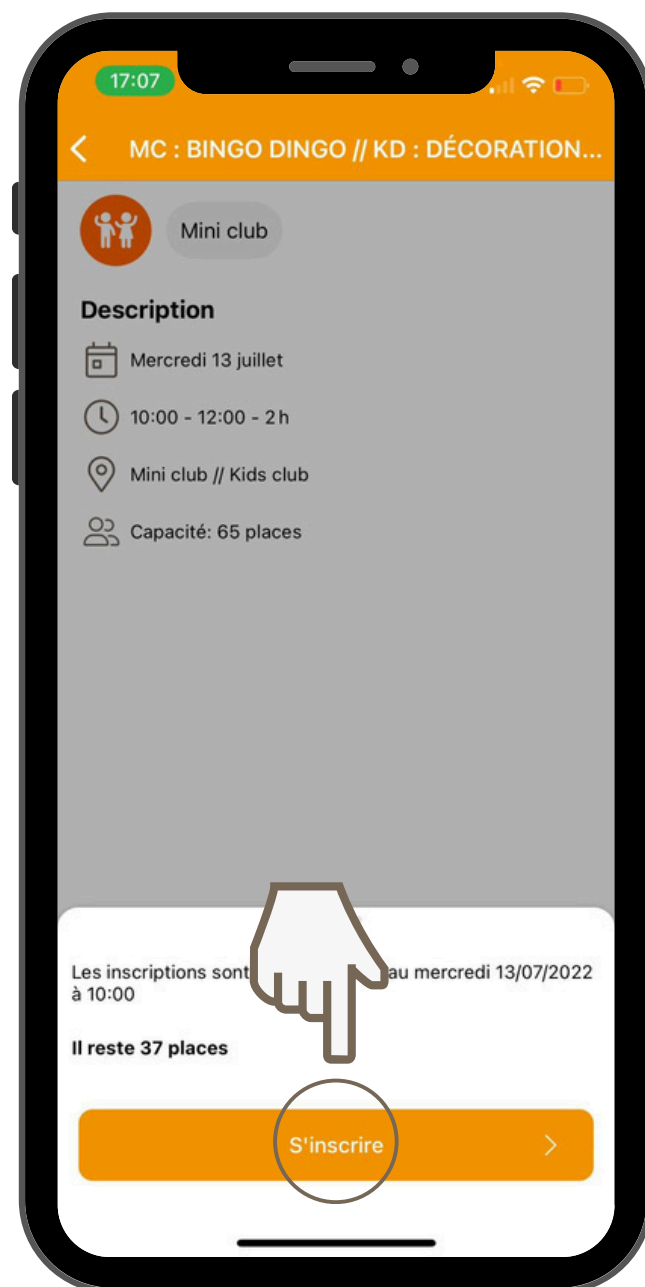 17:07
MC : BINGO DINGO // KD : DÉCORATION...
Mini club
Description
Mercredi 13 juillet
10:00 - 12:00 - 2 h
Mini club // Kids club
Capacité: 65 places
Les inscriptions sont au mercredi 13/07/2022
à 10:00
Il reste 37 places
S'inscrire